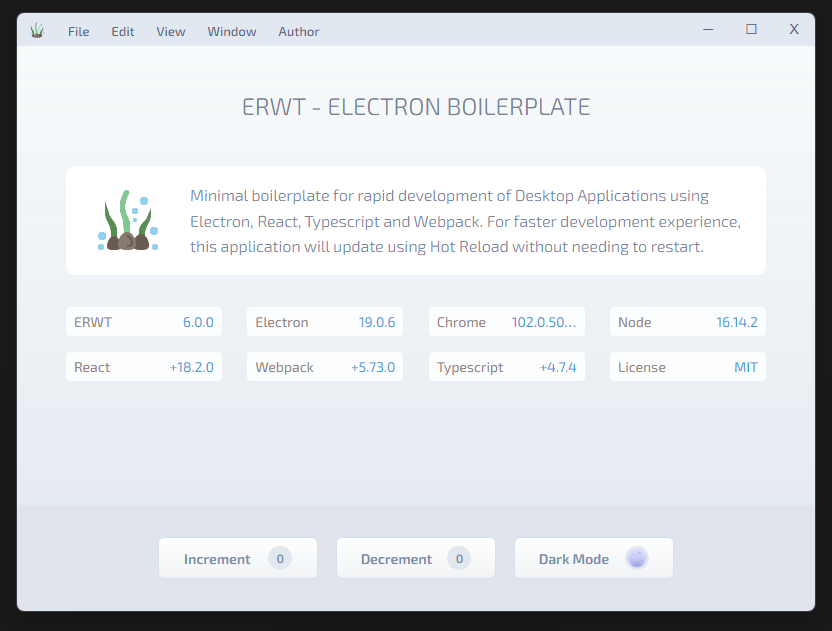 File Edit View Window Author
X
ERWT - ELECTRON BOILERPLATE
Minimal boilerplate for rapid development of Desktop Applications using
Electron, React, Typescript and Webpack. For faster development experience,
this application will update using Hot Reload without needing to restart.
ERWT 6.0.0 Electron 19.0.6 Chrome 102.0.50... Node 16.14.2
React +18.2.0 Webpack +5.73.0 Typescript +4.7.4 License MIT
Increment 0 Decrement 0 Dark Mode